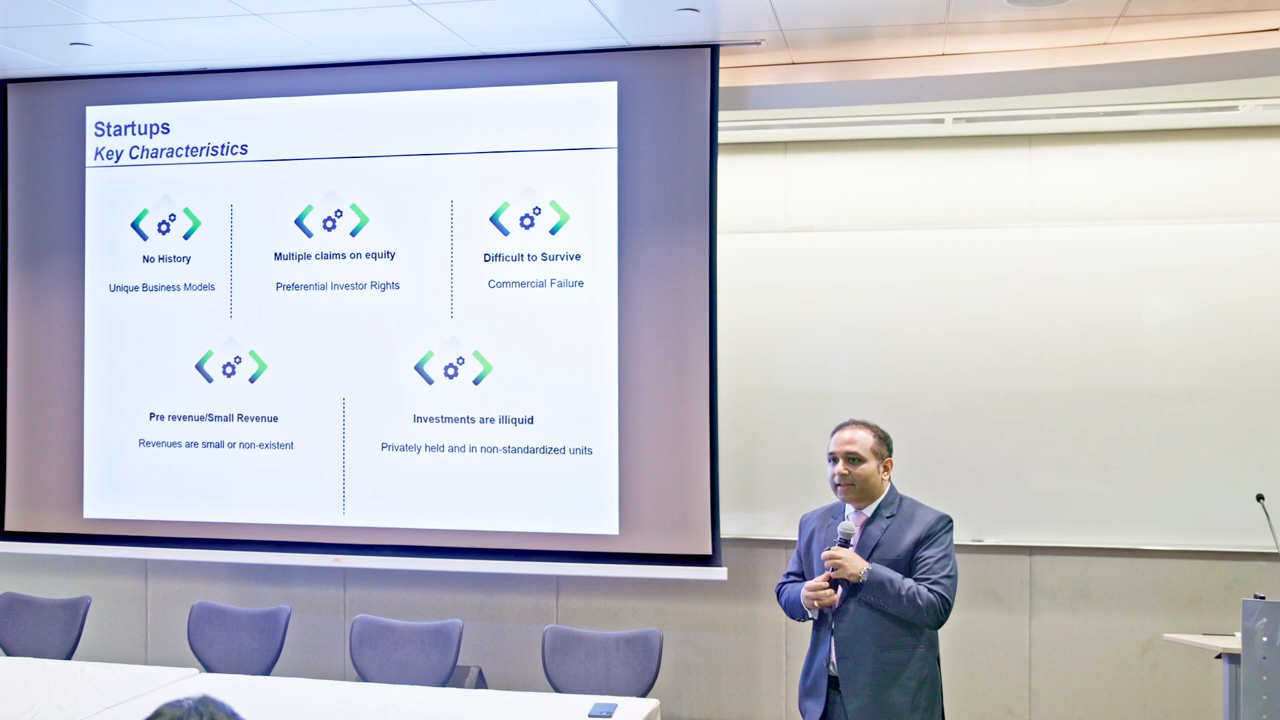 Startups
Key Characteristics
No History
Unique Business Models
Multiple claims on equity
Preferential Investor Rights
Difficult to Survive
Commercial Failure
Pre revenue/Small Revenue
Revenues are small or non-existent
Investments are illiquid
Privately held and in non-standardized units